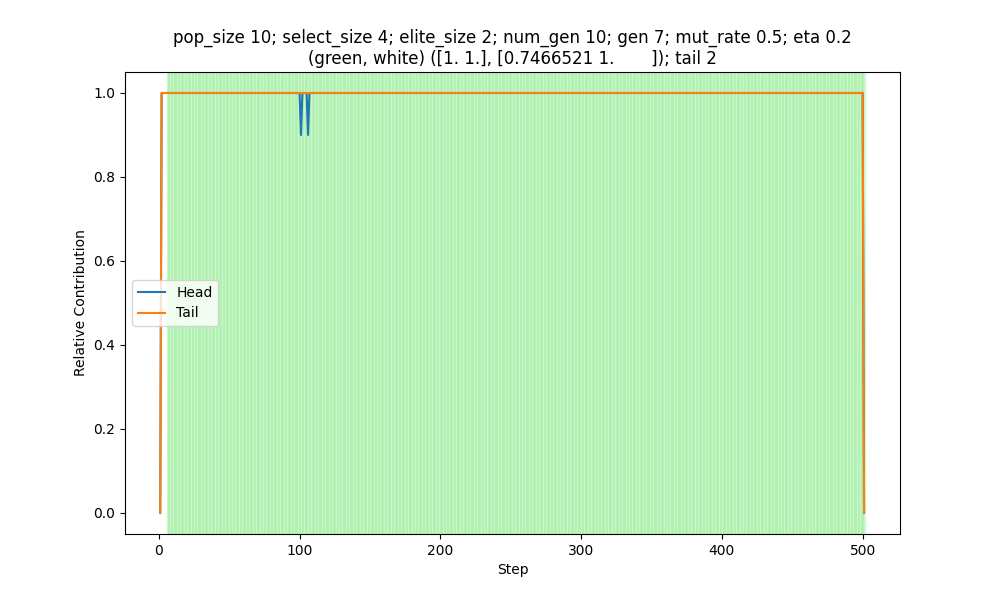 pop_size 10; select_size 4; elite_size 2; num_gen 10; gen 7; mut_rate 0.5; eta 0.2
(green, white) ([1. 1.], [0.7466521 1.        ]); tail 2
1.0
0.8
0.6
0.4
0.2
0.0
Relative Contribution
Head
Tail
0
100
200
300
400
500
Step